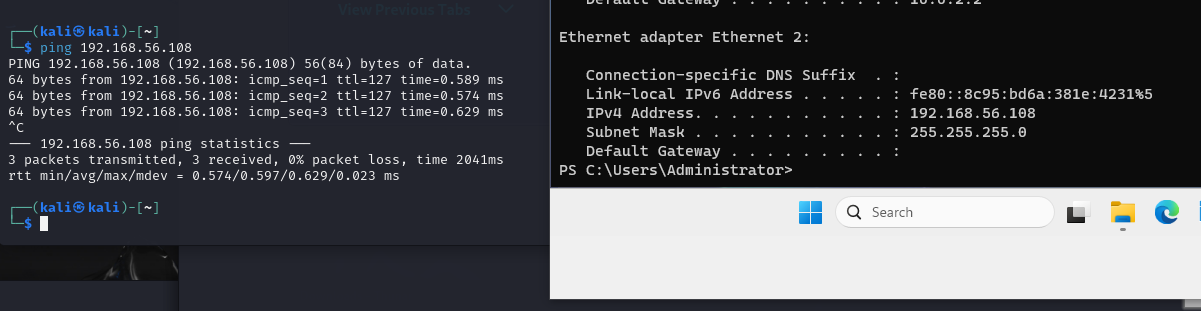 View Previous Tabs
┌──(kali㉿kali)-[~]
└─$ ping 192.168.56.108
PING 192.168.56.108 (192.168.56.108) 56(84) bytes of data.
64 bytes from 192.168.56.108: icmp_seq=1 ttl=127 time=0.589 ms
64 bytes from 192.168.56.108: icmp_seq=2 ttl=127 time=0.574 ms
64 bytes from 192.168.56.108: icmp_seq=3 ttl=127 time=0.629 ms
^C
--- 192.168.56.108 ping statistics ---
3 packets transmitted, 3 received, 0% packet loss, time 2041ms
rtt min/avg/max/mdev = 0.574/0.597/0.629/0.023 ms
┌──(kali㉿kali)-[~]
└─$
Default Gateway . . . . . . . . . : 10.0.2.2
Ethernet adapter Ethernet 2:
Connection-specific DNS Suffix  . :
Link-local IPv6 Address . . . . . : fe80::8c95:bd6a:381e:4231%5
IPv4 Address. . . . . . . . . . . : 192.168.56.108
Subnet Mask . . . . . . . . . . . : 255.255.255.0
Default Gateway . . . . . . . . . :
PS C:\Users\Administrator>
Search